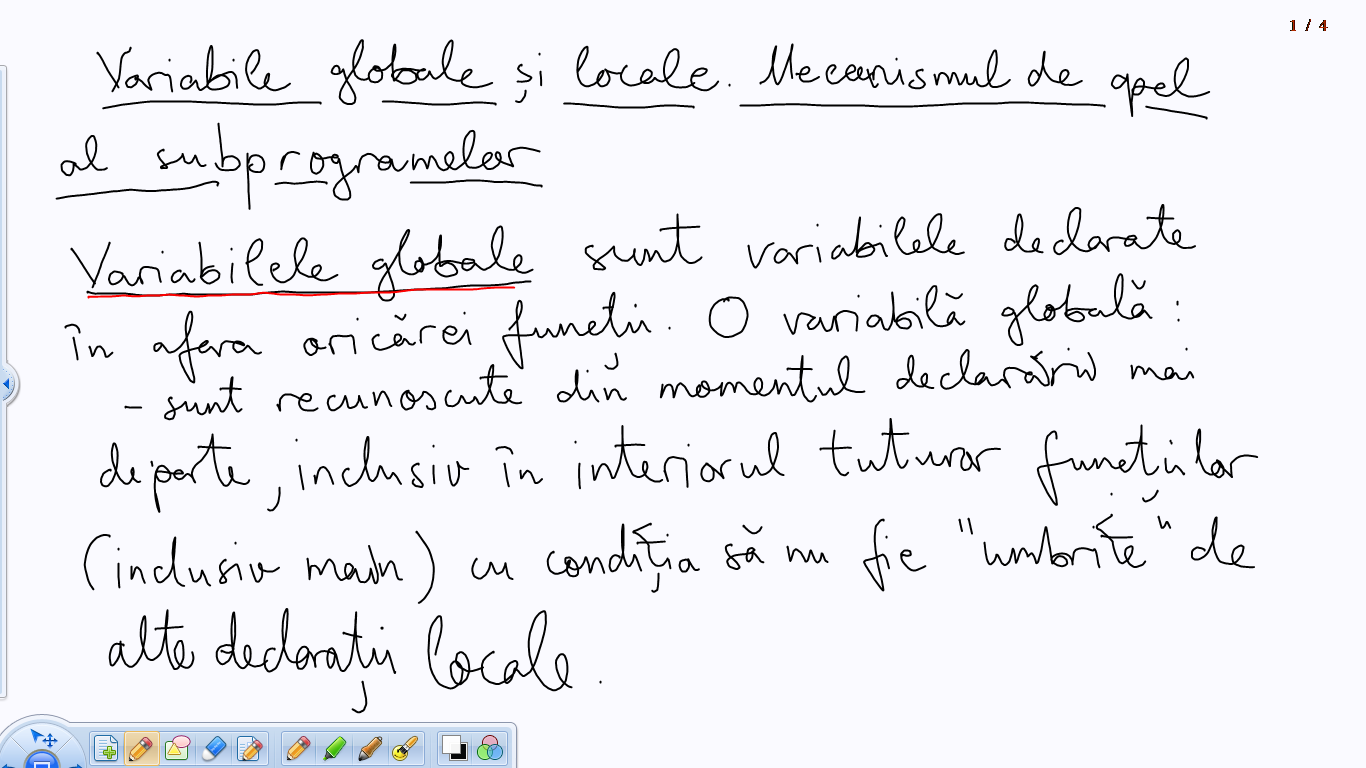 1 / 4
Variabile globale și locale. Mecanismul de apel
al subprogramelor
Variabilele globale sunt variabilele declarate
în afara oricărei funcții. O variabilă globală:
- sunt recunoscute din momentul declarării mai
departe, inclusiv în interiorul tuturor funcțiilor
(inclusiv main) cu condiția să nu fie "umbrite" de
alte declarații locale.